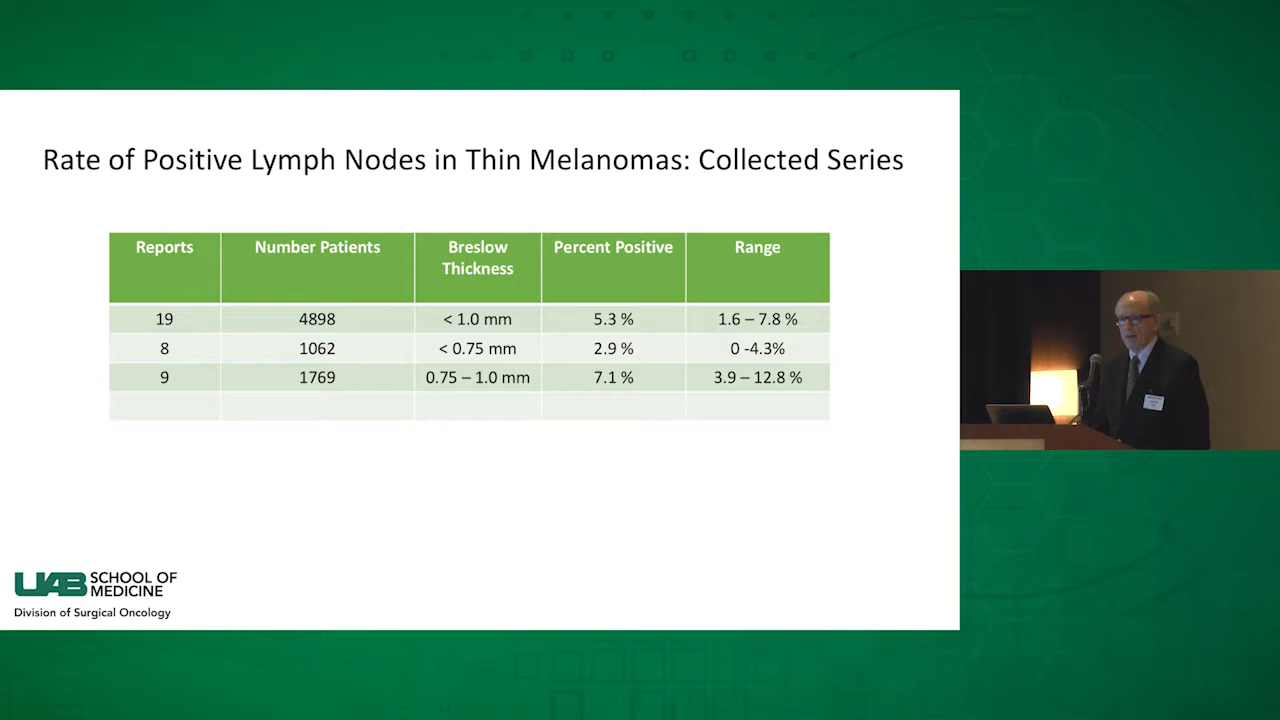 Rate of Positive Lymph Nodes in Thin Melanomas: Collected Series
Reports Number Patients Breslow Thickness Percent Positive Range
19 4898 < 1.0 mm 5.3 % 1.6 – 7.8 %
8 1062 < 0.75 mm 2.9 % 0 -4.3%
9 1769 0.75 – 1.0 mm 7.1 % 3.9 – 12.8 %
UAB SCHOOL OF
MEDICINE
Division of Surgical Oncology